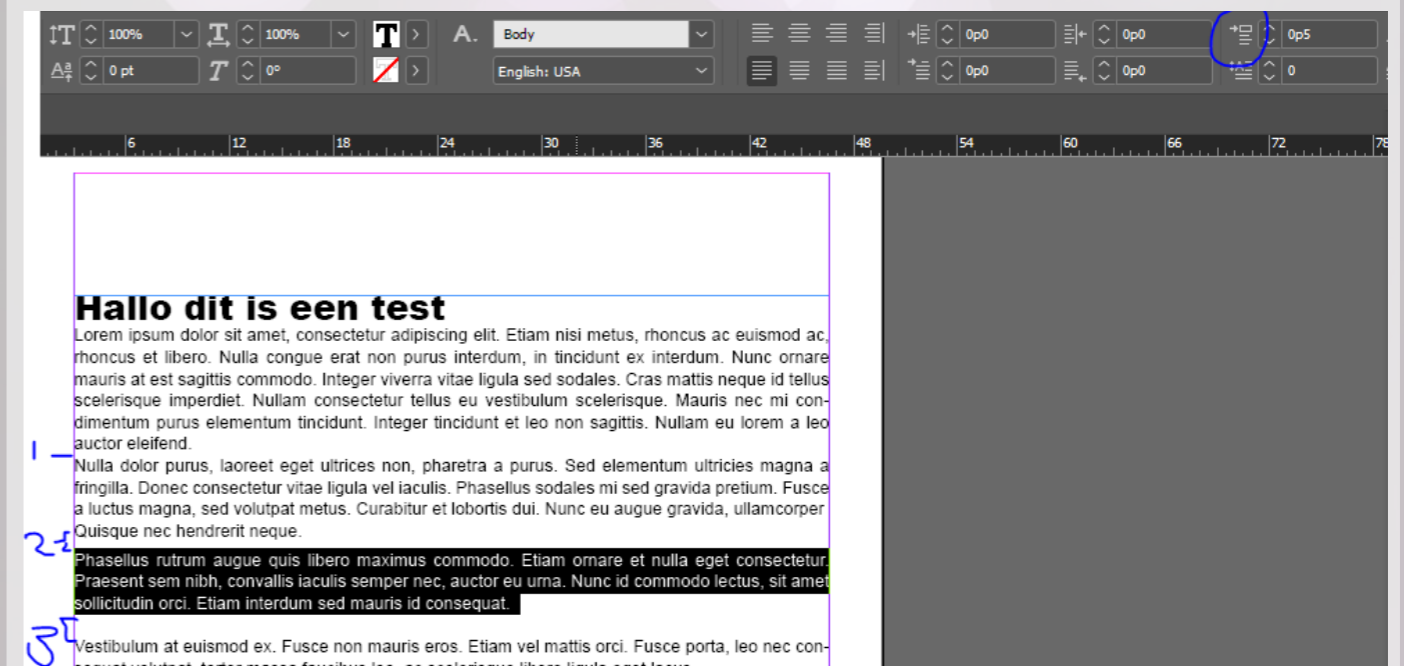 100% 100% T A. Body 0p0 0p0 0p5
0 pt T 0° English: USA 0p0 0p0 0
6 12 18 24 30 36 42 48 54 60 66 72 78
Hallo dit is een test
Lorem ipsum dolor sit amet, consectetur adipiscing elit. Etiam nisi metus, rhoncus ac euismod ac,
rhoncus et libero. Nulla congue erat non purus interdum, in tincidunt ex interdum. Nunc ornare
mauris at est sagittis commodo. Integer viverra vitae ligula sed sodales. Cras mattis neque id tellus
scelerisque imperdiet. Nullam consectetur tellus eu vestibulum scelerisque. Mauris nec mi con-
dimentum purus elementum tincidunt. Integer tincidunt et leo non sagittis. Nullam eu lorem a leo
auctor eleifend.
1
Nulla dolor purus, laoreet eget ultrices non, pharetra a purus. Sed elementum ultricies magna a
fringilla. Donec consectetur vitae ligula vel iaculis. Phasellus sodales mi sed gravida pretium. Fusce
a luctus magna, sed volutpat metus. Curabitur et lobortis dui. Nunc eu augue gravida, ullamcorper
Quisque nec hendrerit neque.
2
Phasellus rutrum augue quis libero maximus commodo. Etiam ornare et nulla eget consectetur.
Praesent sem nibh, convallis iaculis semper nec, auctor eu urna. Nunc id commodo lectus, sit amet
sollicitudin orci. Etiam interdum sed mauris id consequat.
3
Vestibulum at euismod ex. Fusce non mauris eros. Etiam vel mattis orci. Fusce porta, leo nec con-